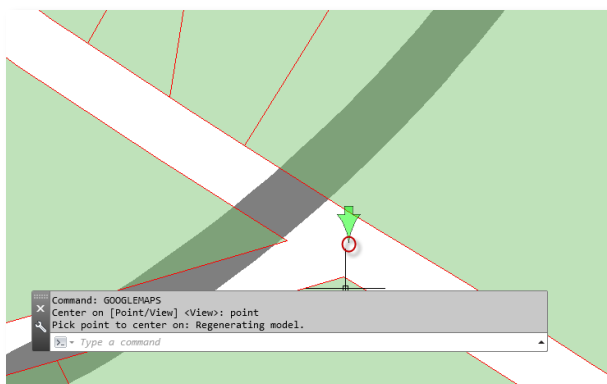 Command: GOOGLEMAPS
Center on [Point/View] <View>: point
Pick point to center on: Regenerating model.
Type a command